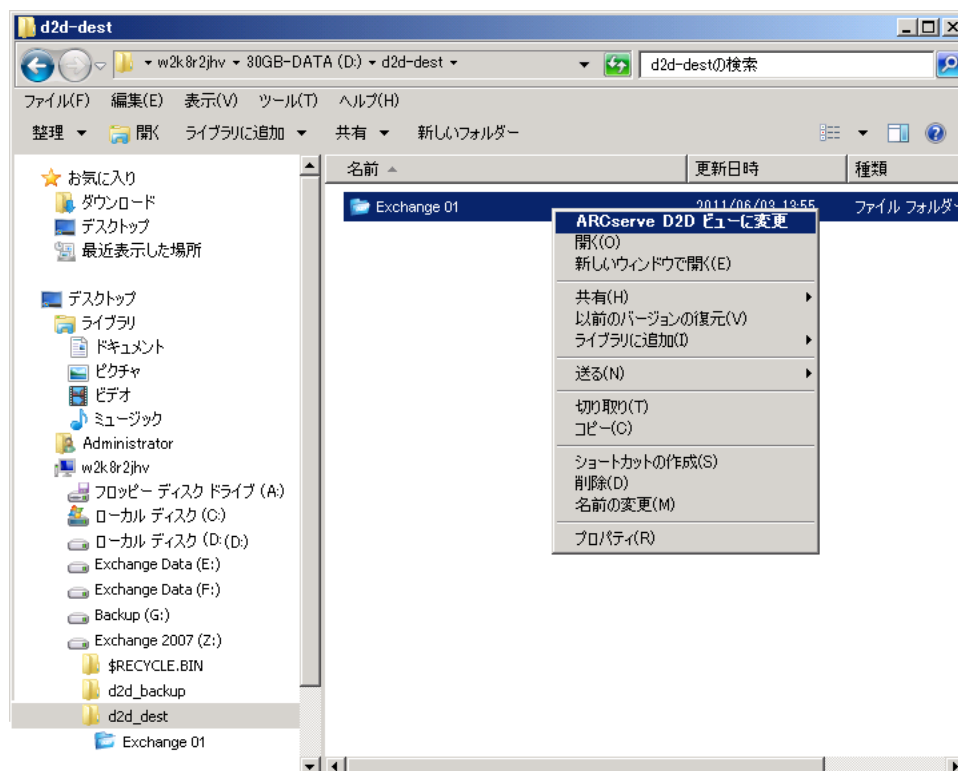 d2d-dest
w2k8r2jhv 30GB-DATA (D:) d2d-dest
d2d-destの検索
ファイル(F) 編集(E) 表示(V) ツール(T) ヘルプ(H)
整理 開く ライブラリに追加 共有 新しいフォルダー
名前 更新日時 種類
お気に入り
ダウンロード
デスクトップ
最近表示した場所
デスクトップ
ライブラリ
ドキュメント
ピクチャ
ビデオ
ミュージック
Administrator
w2k8r2jhv
フロッピー ディスク ドライブ (A:)
ローカル ディスク (C:)
ローカル ディスク (D:(D:)
Exchange Data (E:)
Exchange Data (F:)
Backup (G:)
Exchange 2007 (Z:)
$RECYCLE.BIN
d2d_backup
d2d_dest
Exchange 01
Exchange 01 2011/06/03 13:55 ファイル フォルダー
ARCserve D2D ビューに変更
開く(O)
新しいウィンドウで開く(E)
共有(H)
以前のバージョンの復元(V)
ライブラリに追加(I)
送る(N)
切り取り(T)
コピー(C)
ショートカットの作成(S)
削除(D)
名前の変更(M)
プロパティ(R)